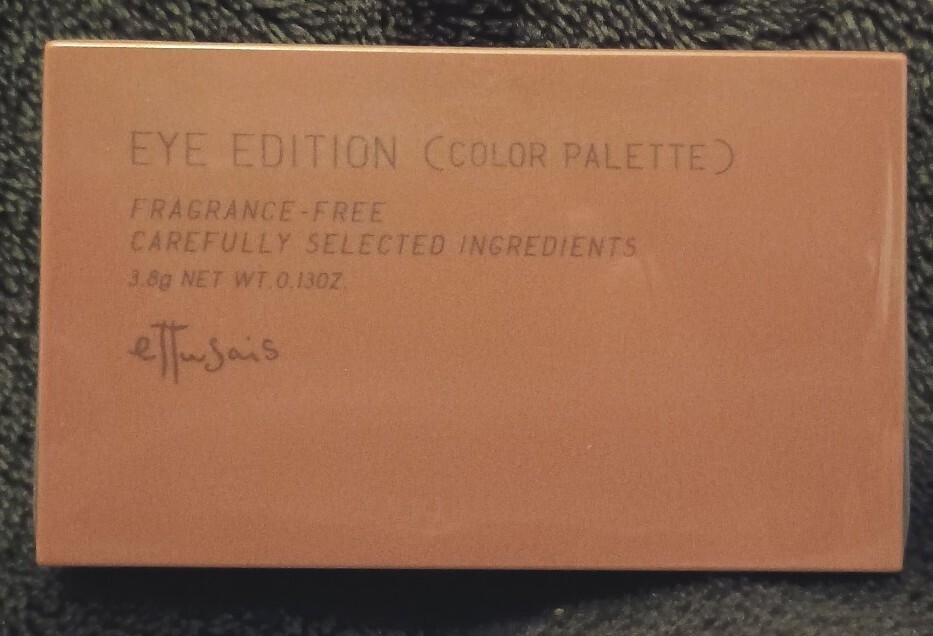 EYE EDITION (COLOR PALETTE)
FRAGRANCE-FREE
CAREFULLY SELECTED INGREDIENTS
3.8g NET WT.0.13OZ.
ettusais